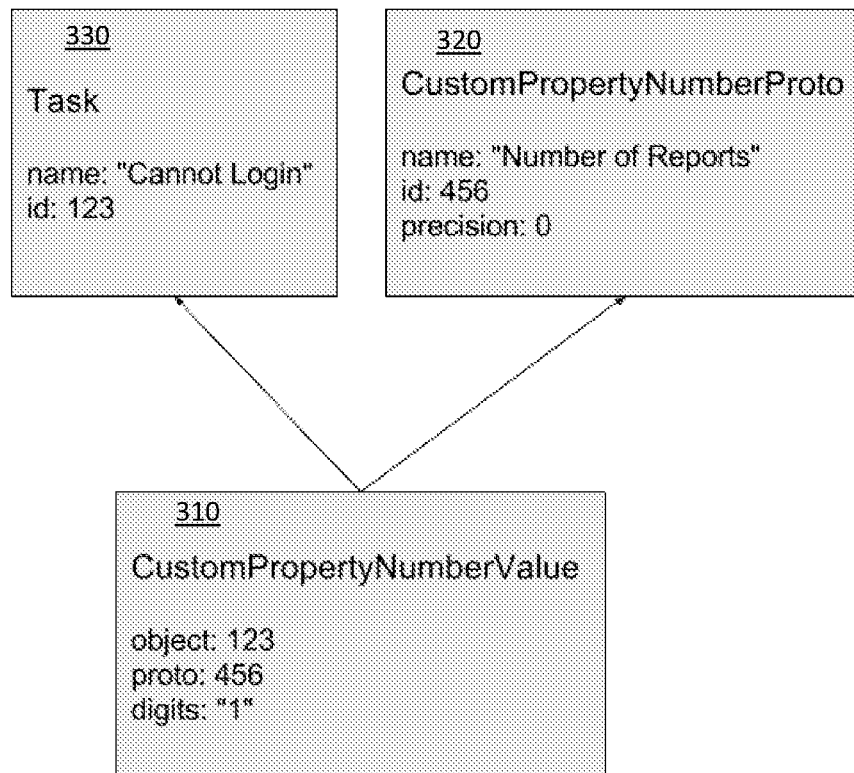 330
Task
name: "Cannot Login"
id: 123
320
CustomPropertyNumberProto
name: "Number of Reports"
id: 456
precision: 0
310
CustomPropertyNumberValue
object: 123
proto: 456
digits: "1"